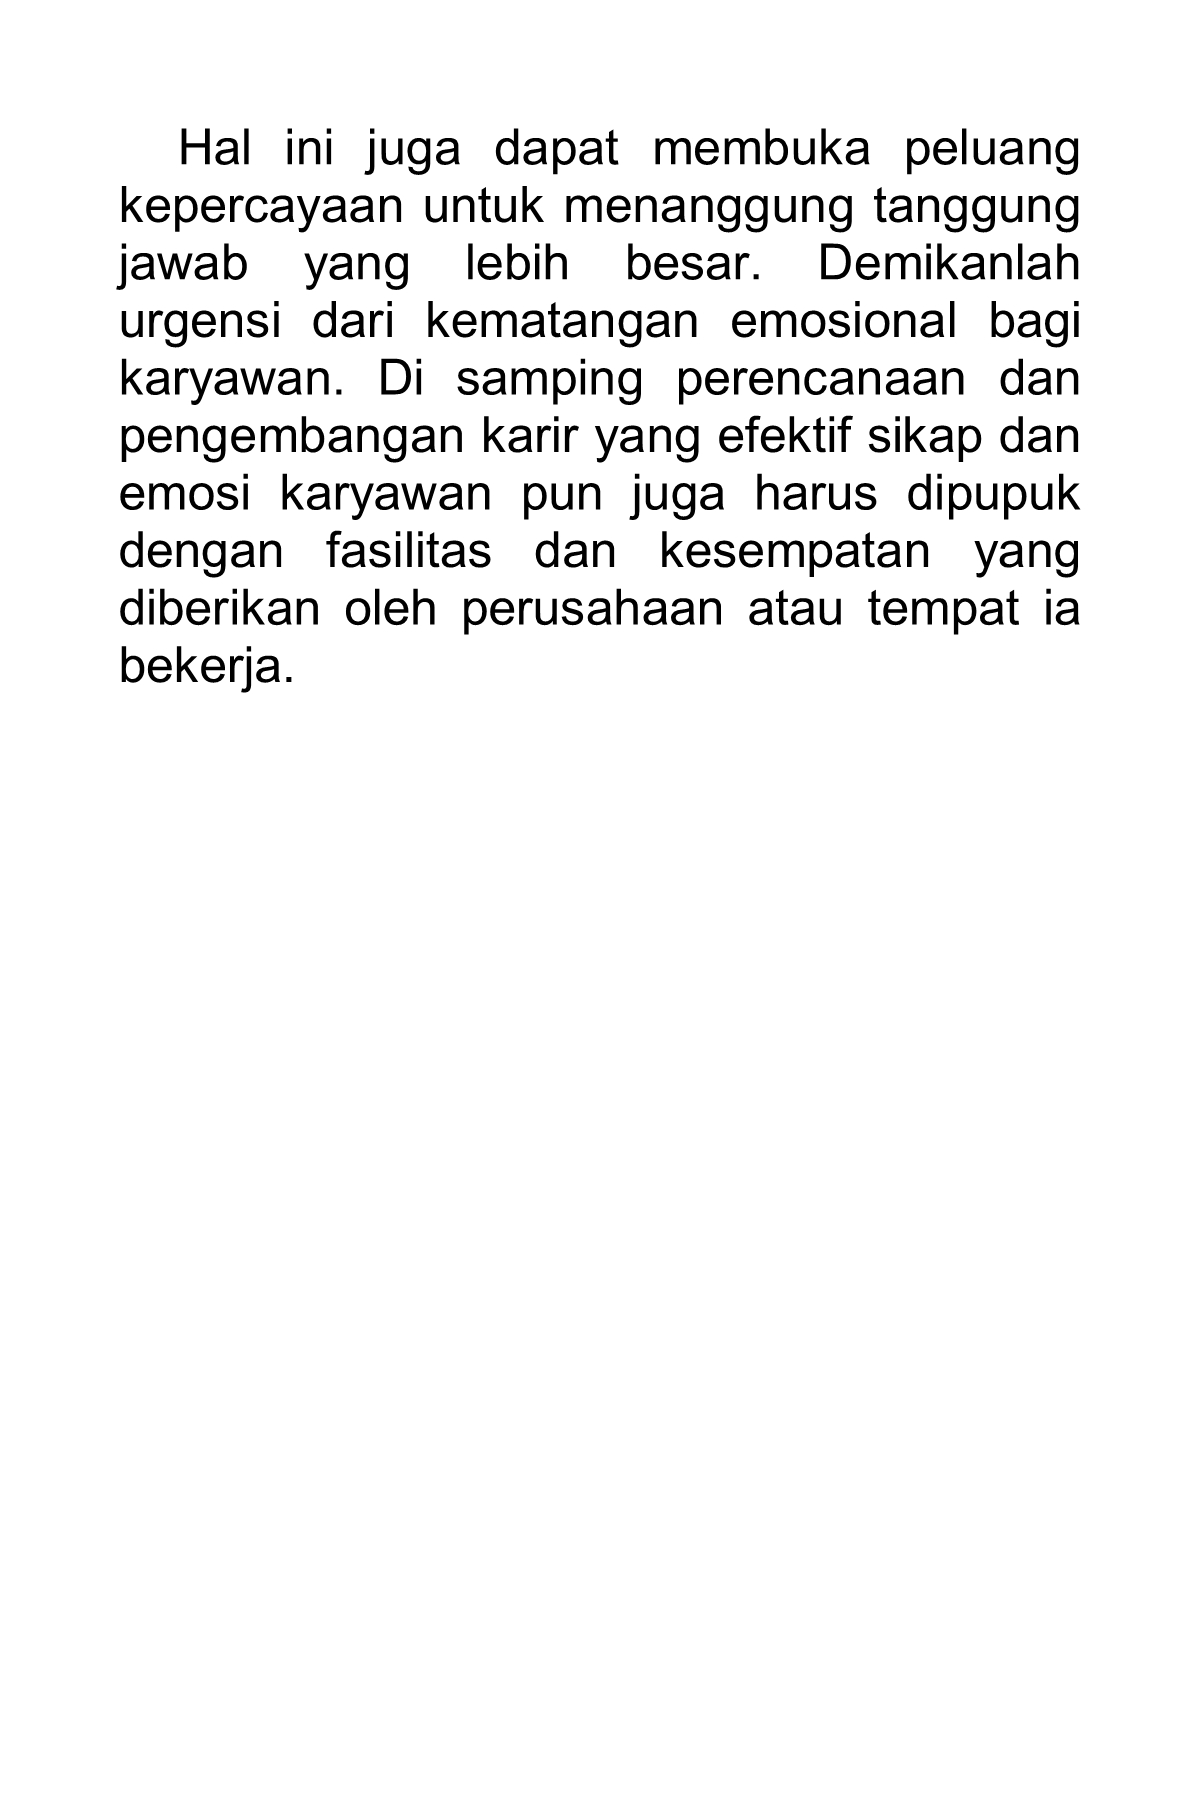 Hal ini juga dapat membuka peluang
kepercayaan untuk menanggung tanggung
jawab yang lebih besar. Demikanlah
urgensi dari kematangan emosional bagi
karyawan. Di samping perencanaan dan
pengembangan karir yang efektif sikap dan
emosi karyawan pun juga harus dipupuk
dengan fasilitas dan kesempatan yang
diberikan oleh perusahaan atau tempat ia
bekerja.